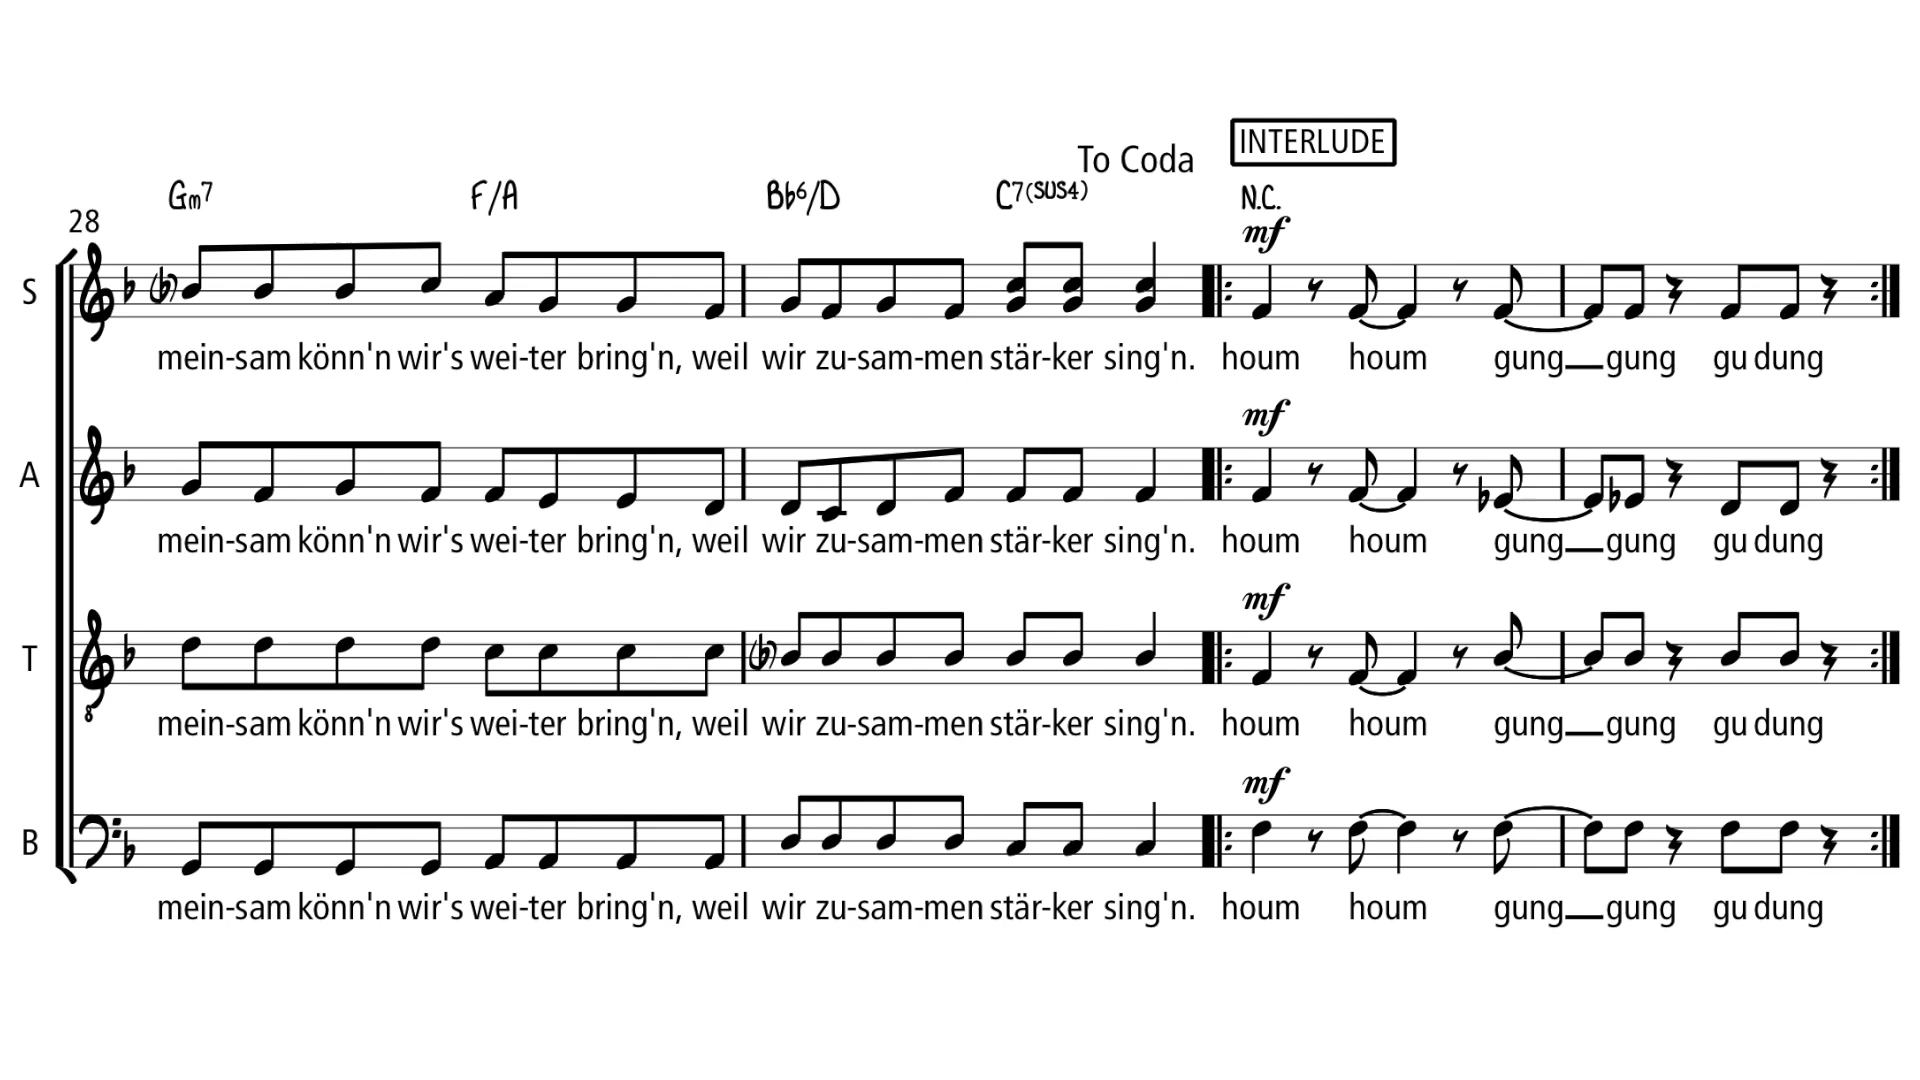 INTERLUDE
To Coda
Gm7 F/A Bb6/D C7(SUS4) N.C.
28
mf
S
mein-sam könn'n wir's wei-ter bring'n, weil wir zu-sam-men stär-ker sing'n. houm houm gung gung gu dung
mf
A
mein-sam könn'n wir's wei-ter bring'n, weil wir zu-sam-men stär-ker sing'n. houm houm gung gung gu dung
mf
T
8
mein-sam könn'n wir's wei-ter bring'n, weil wir zu-sam-men stär-ker sing'n. houm houm gung gung gu dung
mf
B
mein-sam könn'n wir's wei-ter bring'n, weil wir zu-sam-men stär-ker sing'n. houm houm gung gung gu dung